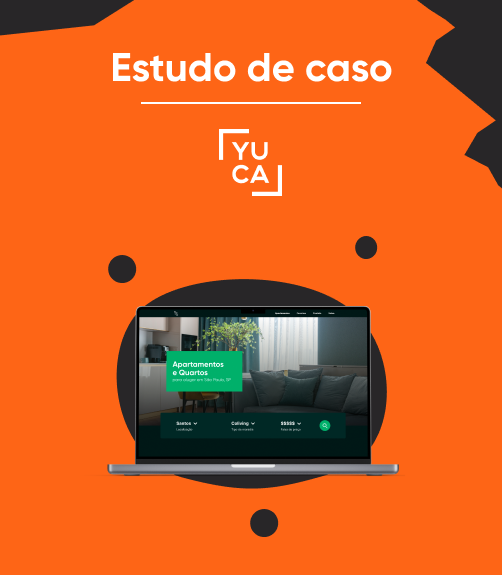 Estudo de caso
YU
CA
Apartamentos
e Quartos
para alugar em São Paulo, SP
Santos
Localização
Coliving
Tipo de moradia
$$$$$
Faixa de preço